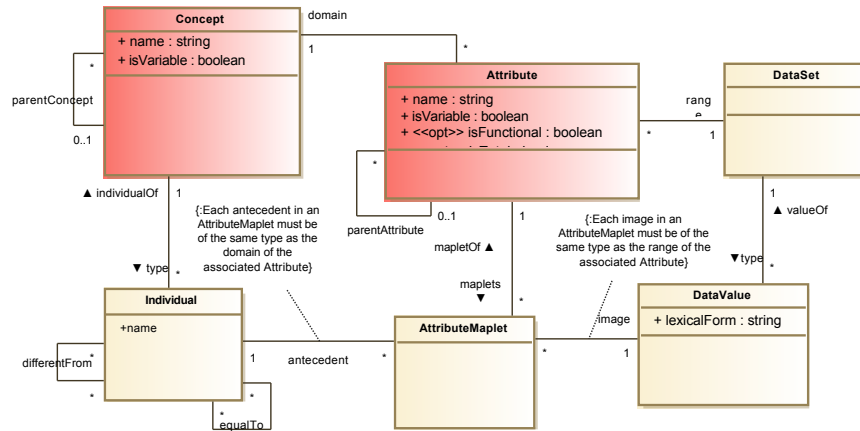 domain
Concept
+ name : string
+ isVariable : boolean
1
*
*
parentConcept
0..1
Attribute
+ name : string
+ isVariable : boolean
+ <<opt>> isFunctional : boolean
*
0..1
parentAttribute
DataSet
rang
e
*
1
▲ individualOf
1
{:Each antecedent in an
AttributeMaplet must be
of the same type as the
domain of the
associated Attribute}
1
mapletOf ▲
{:Each image in an
AttributeMaplet must be of the
same type as the range of the
associated Attribute}
1
▲ valueOf
▼ type
*
maplets
▼
*
▼type
*
Individual
+name
*
differentFrom
*
*
*
equalTo
1
antecedent
*
AttributeMaplet
*
image
1
DataValue
+ lexicalForm : string